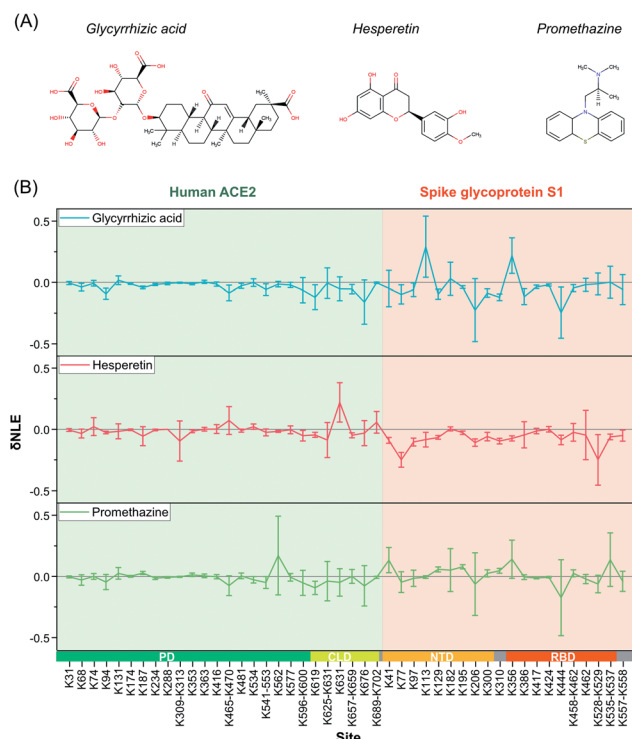 (A)
Glycyrrhizic acid
Hesperetin
Promethazine
(B)
Human ACE2
Spike glycoprotein S1
δNLE
0.5
0.0
-0.5
Glycyrrhizic acid
0.5
0.0
-0.5
Hesperetin
0.5
0.0
-0.5
Promethazine
PD
CLD
NTD
RBD
K31
K68
K74
K94
K131
K174
K187
K234
K288
K309-K313
K353
K363
K416
K465-K470
K481
K534
K541-553
K562
K577
K596-K600
K619
K625-K631
K631
K657-K659
K676
K689-K702
K41
K77
K97
K113
K129
K182
K195
K206
K300
K310
K356
K386
K417
K424
K444
K458-K462
K462
K528-K529
K535-K537
K557-K558
Site